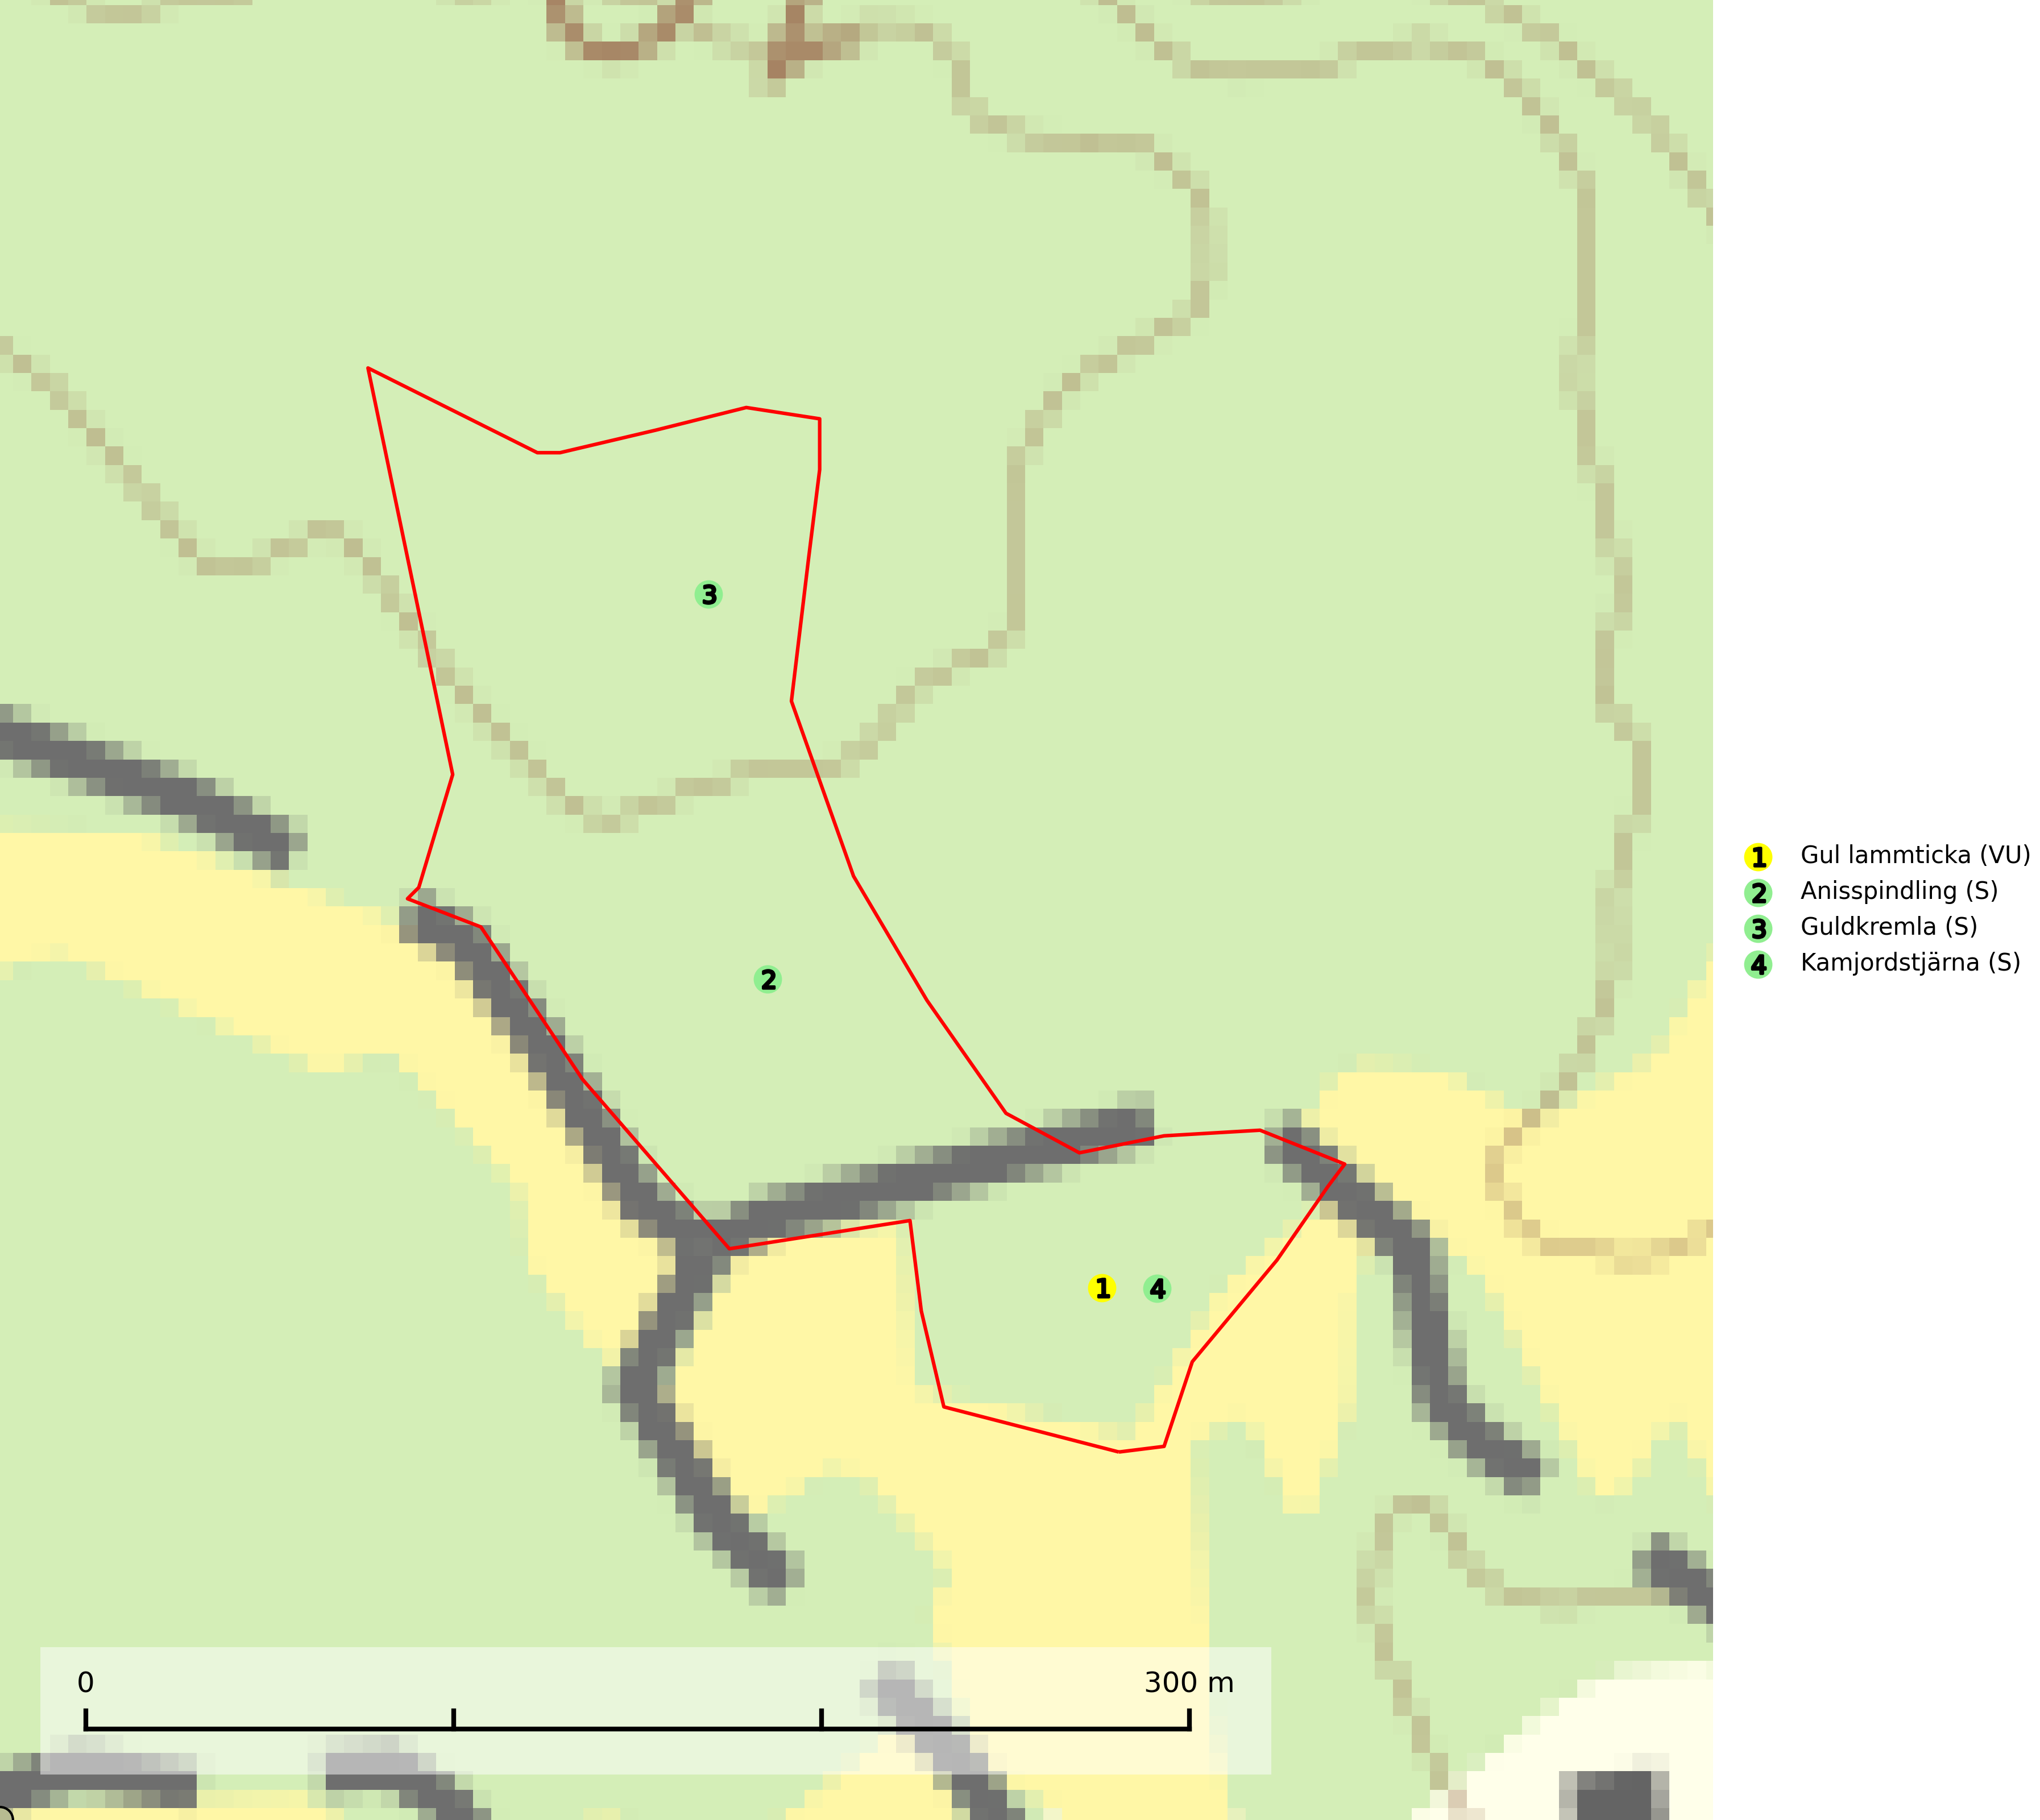 3
2
1 4
1 Gul lammticka (VU)
2 Anisspindling (S)
3 Guldkremla (S)
4 Kamjordstjärna (S)
0 300 m